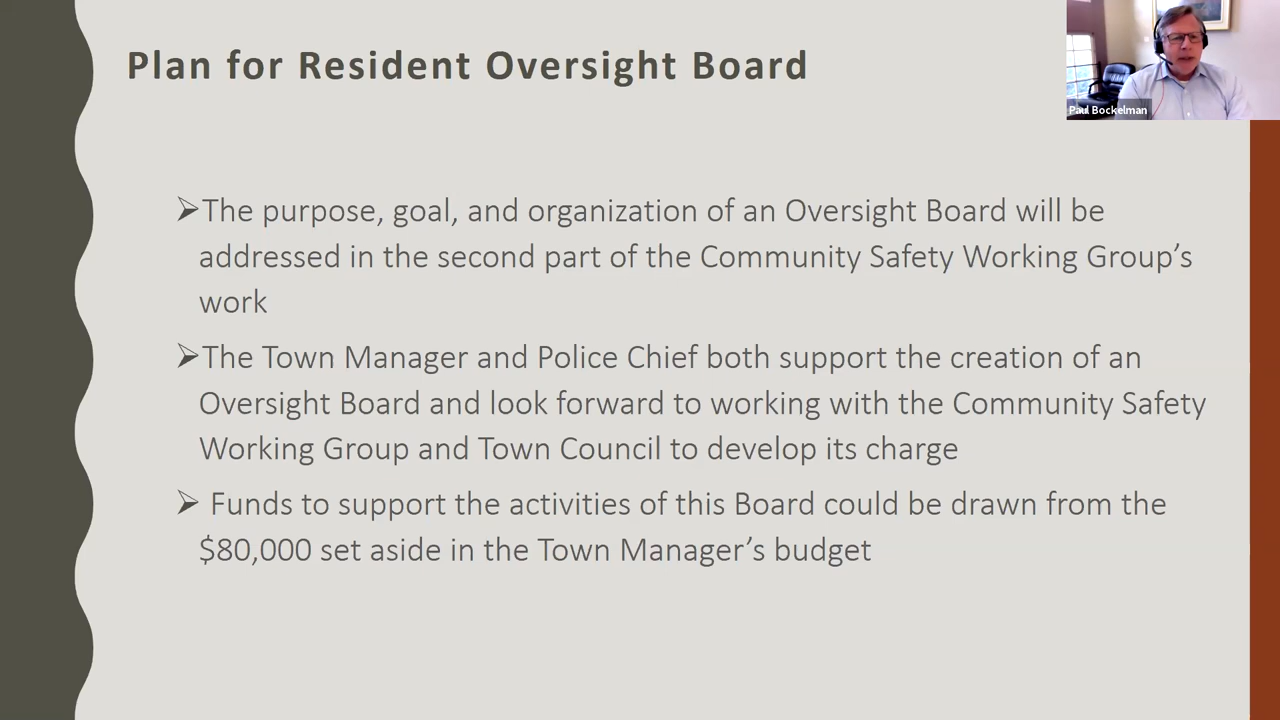 Plan for Resident Oversight Board
Paul Bockelman
➢The purpose, goal, and organization of an Oversight Board will be
addressed in the second part of the Community Safety Working Group’s
work
➢The Town Manager and Police Chief both support the creation of an
Oversight Board and look forward to working with the Community Safety
Working Group and Town Council to develop its charge
➢ Funds to support the activities of this Board could be drawn from the
$80,000 set aside in the Town Manager’s budget